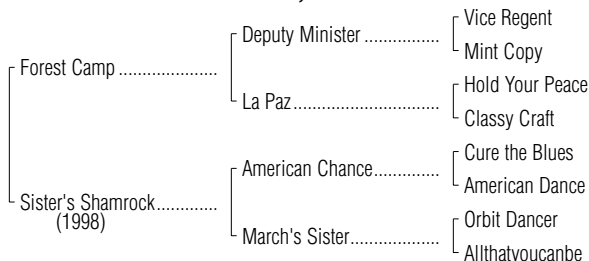 Vice Regent
Deputy Minister ..................
Mint Copy
Forest Camp ......................
Hold Your Peace
La Paz.................................
Classy Craft
Cure the Blues
American Chance...............
American Dance
Sister's Shamrock..............
(1998)
Orbit Dancer
March's Sister....................
Allthatyoucanbe